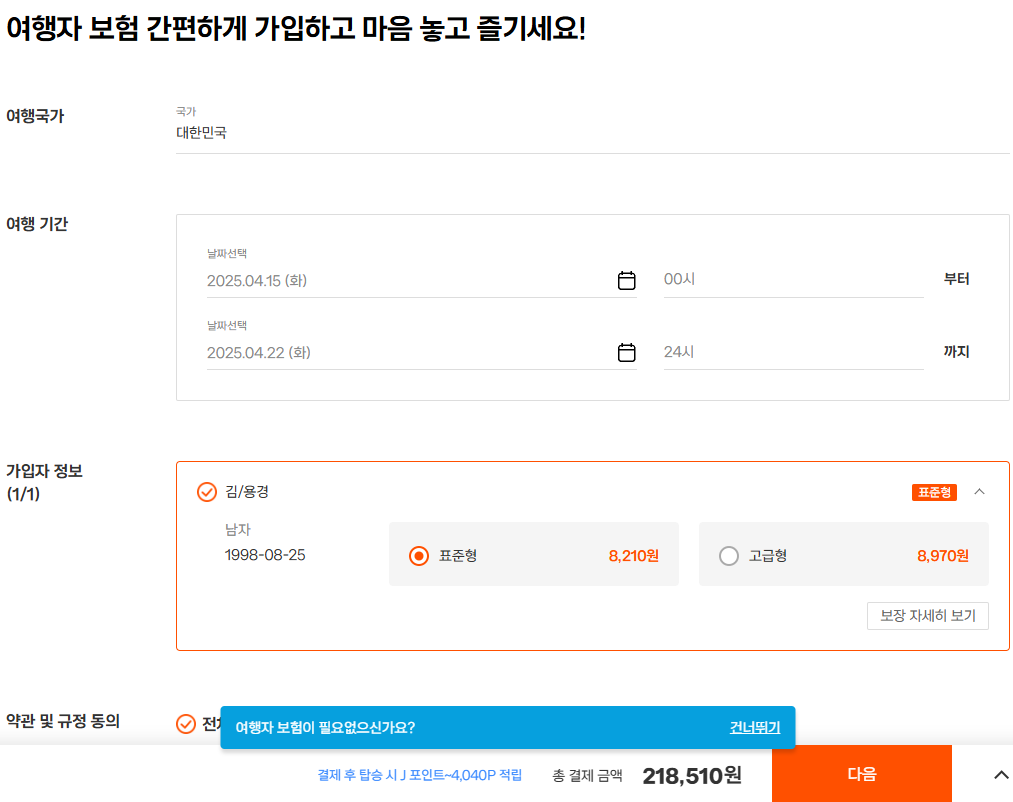 여행자 보험 간편하게 가입하고 마음 놓고 즐기세요!
여행국가
국가
대한민국
여행 기간
날짜선택
2025.04.15 (화)
00시
부터
날짜선택
2025.04.22 (화)
24시
까지
가입자 정보
(1/1)
김/용경
표준형
남자
1998-08-25
표준형
8,210원
고급형
8,970원
보장 자세히 보기
약관 및 규정 동의
여행자 보험이 필요없으신가요?
건너뛰기
결제 후 탑승 시 J 포인트~4,040P 적립
총 결제 금액
218,510원
다음